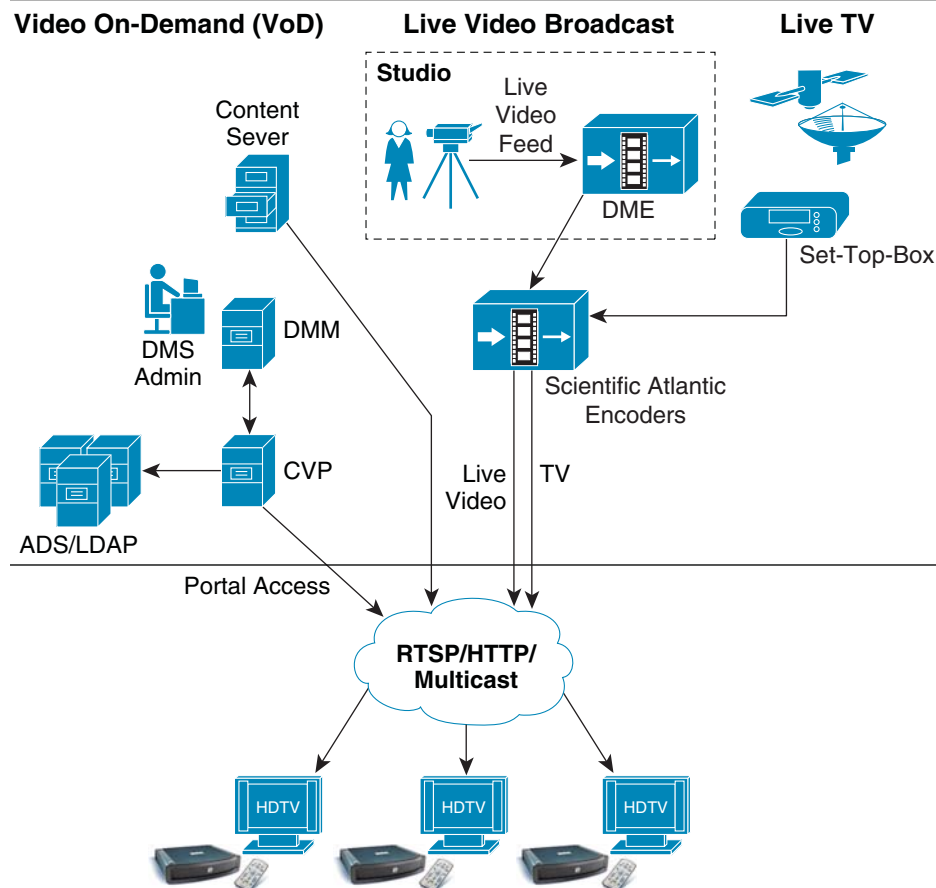 Video On-Demand (VoD)
Live Video Broadcast
Live TV
Studio
Live
Video
Feed
Content
Sever
DME
Set-Top-Box
DMM
DMS
Admin
Scientific Atlantic
Encoders
CVP
Live
Video
TV
ADS/LDAP
Portal Access
RTSP/HTTP/
Multicast
HDTV
HDTV
HDTV